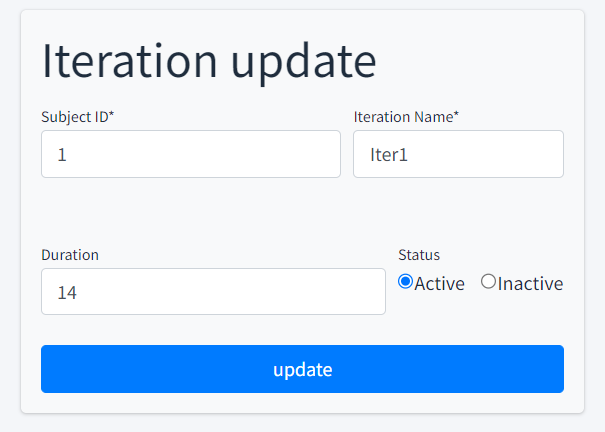 Iteration update
Subject ID* Iteration Name*
1 Iter1
Duration Status
14 Active Inactive
update